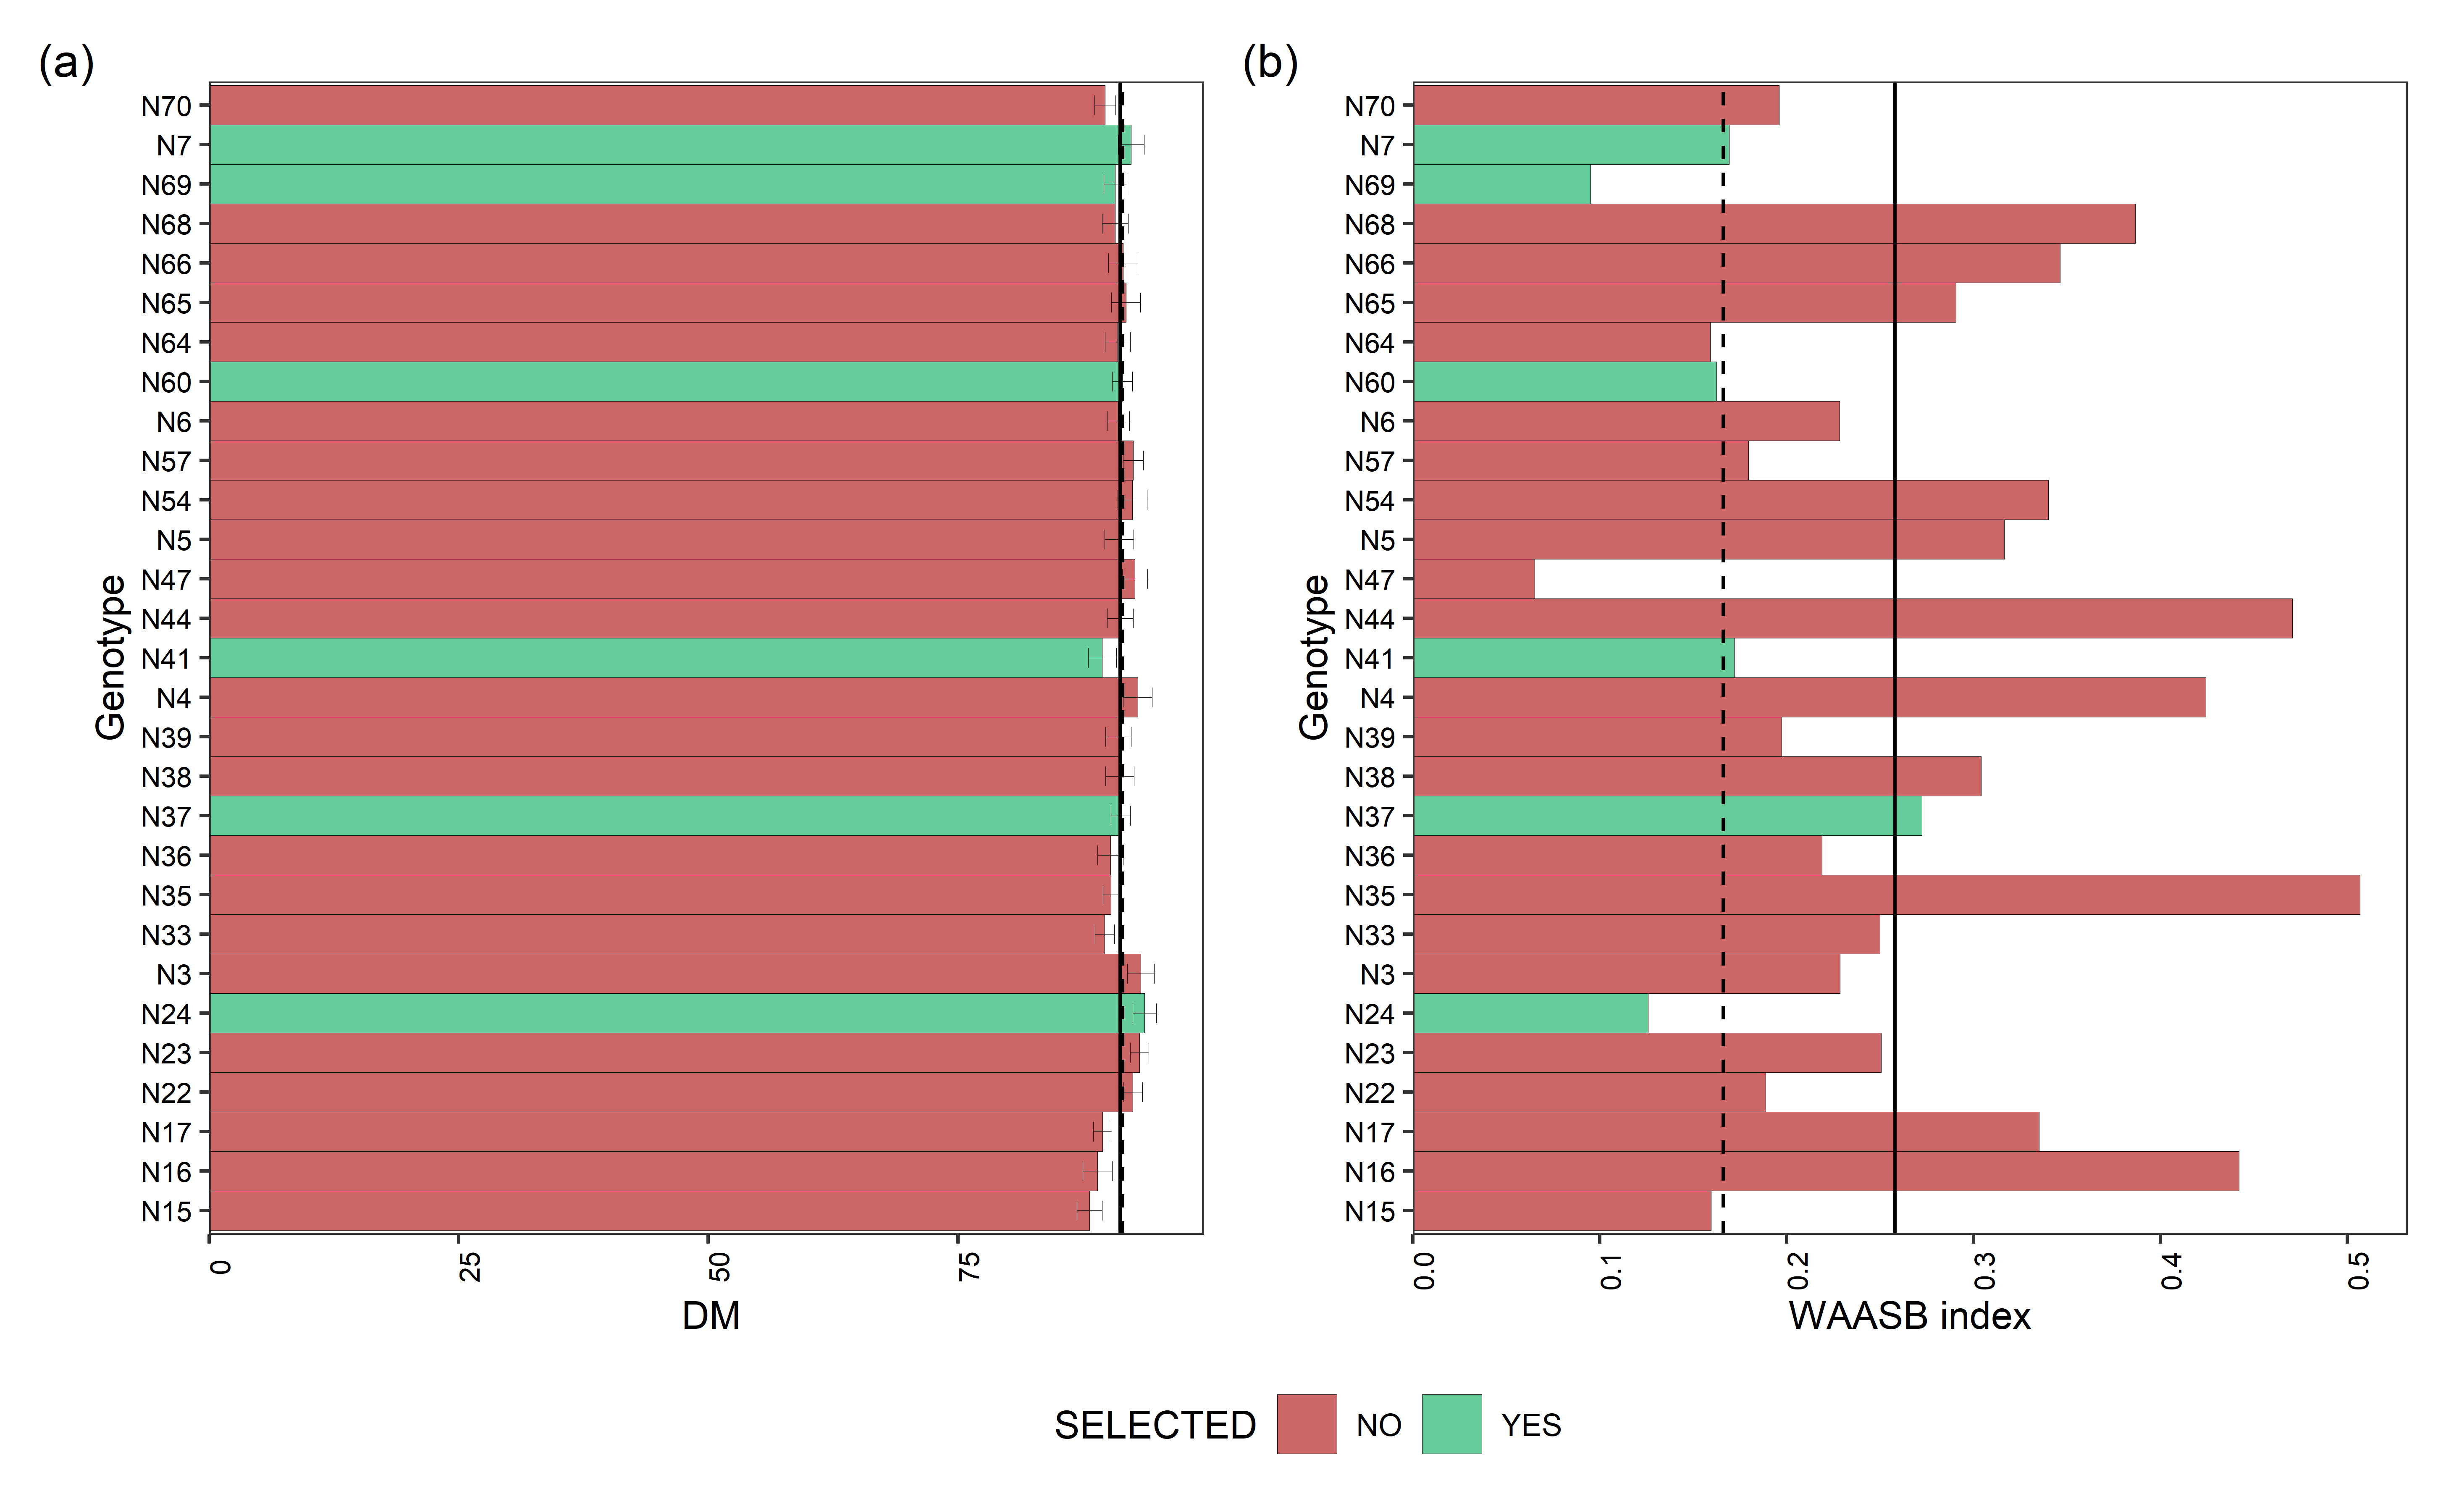 (a)
N70
N7
N69
N68
N66
N65
N64
N60
N6
N57
N54
N5
N47
N44
N41
N4
N39
N38
N37
N36
N35
N33
N3
N24
N23
N22
N17
N16
N15
Genotype
0
25
50
75
DM
(b)
N70
N7
N69
N68
N66
N65
N64
N60
N6
N57
N54
N5
N47
N44
N41
N4
N39
N38
N37
N36
N35
N33
N3
N24
N23
N22
N17
N16
N15
Genotype
0.0
0.1
0.2
0.3
0.4
0.5
WAASB index
SELECTED NO YES